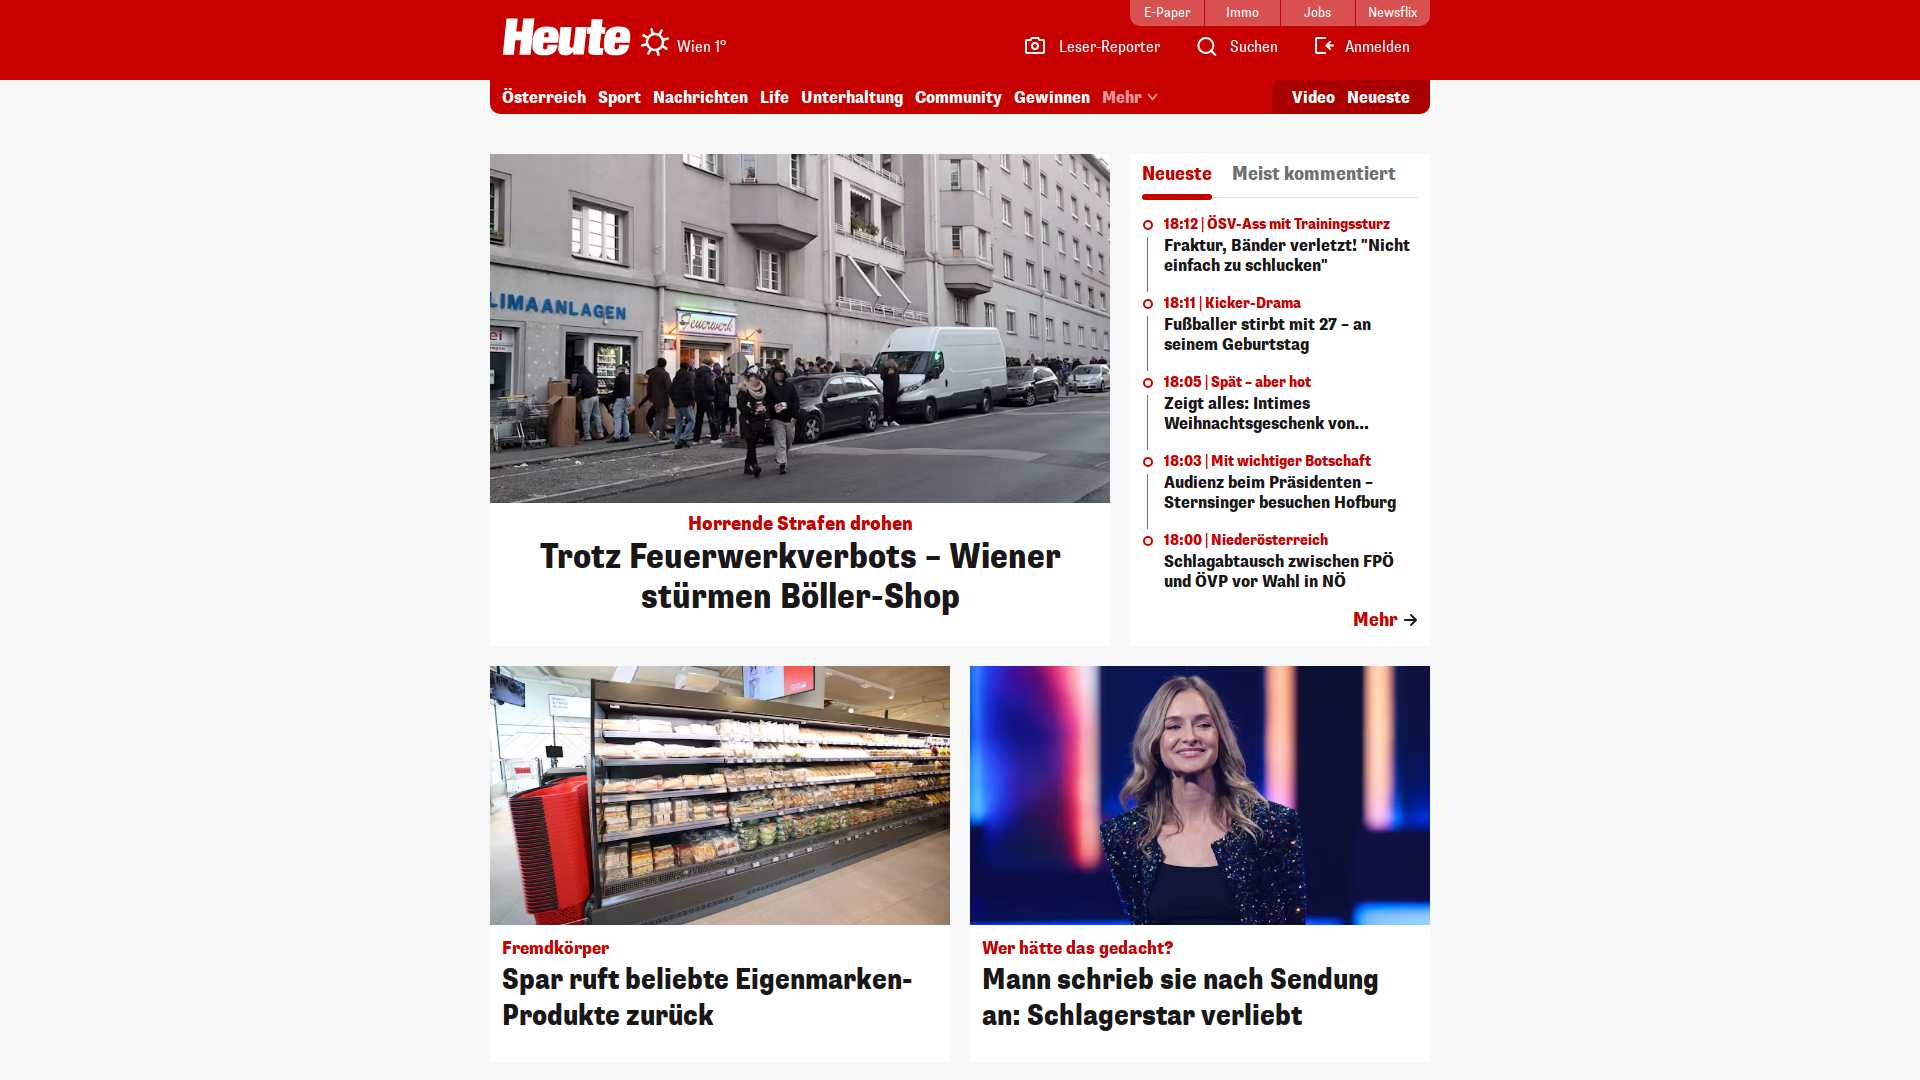 E-Paper
Immo
Jobs
Newsflix
Heute
Wien 1°
Leser-Reporter
Suchen
Anmelden
Österreich
Sport
Nachrichten
Life
Unterhaltung
Community
Gewinnen
Mehr
Video
Neueste
LIMAANLAGEN
Feuerwerk
Horrende Strafen drohen
Trotz Feuerwerkverbots – Wiener
stürmen Böller-Shop
Neueste
Meist kommentiert
18:12 | ÖSV-Ass mit Trainingssturz
Fraktur, Bänder verletzt! "Nicht
einfach zu schlucken"
18:11 | Kicker-Drama
Fußballer stirbt mit 27 – an
seinem Geburtstag
18:05 | Spät – aber hot
Zeigt alles: Intimes
Weihnachtsgeschenk von...
18:03 | Mit wichtiger Botschaft
Audienz beim Präsidenten –
Sternsinger besuchen Hofburg
18:00 | Niederösterreich
Schlagabtausch zwischen FPÖ
und ÖVP vor Wahl in NÖ
Mehr
Fremdkörper
Spar ruft beliebte Eigenmarken-
Produkte zurück
Wer hätte das gedacht?
Mann schrieb sie nach Sendung
an: Schlagerstar verliebt